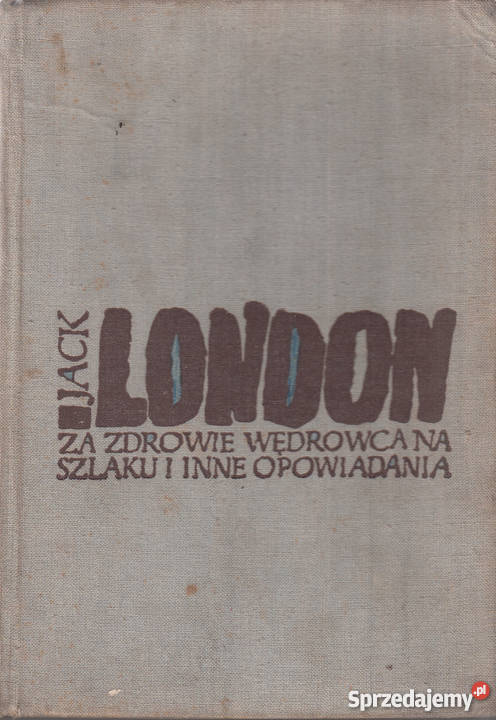 JACK
LONDON
ZA ZDROWIE WĘDROWCA NA
SZLAKU I INNE OPOWIADANIA
Sprzedajemy.pl